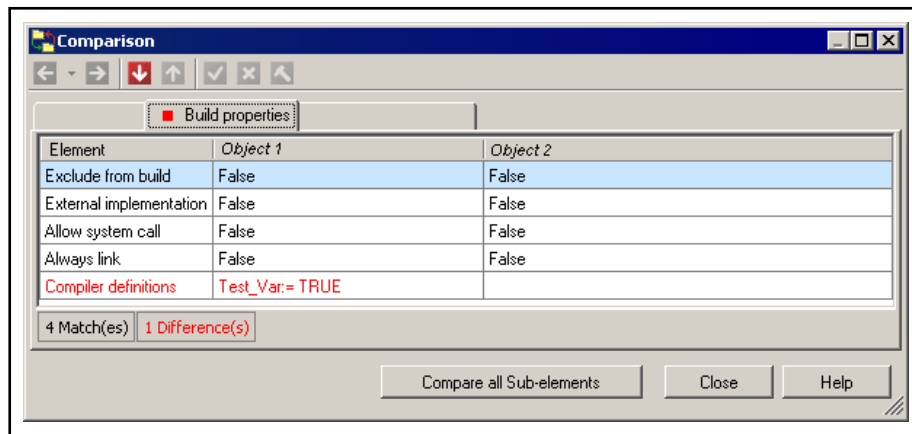 Comparison
Build properties
Element Object 1 Object 2
Exclude from build False False
External implementation False False
Allow system call False False
Always link False False
Compiler definitions Test_Var:= TRUE
4 Match(es) 1 Difference(s)
Compare all Sub-elements Close Help